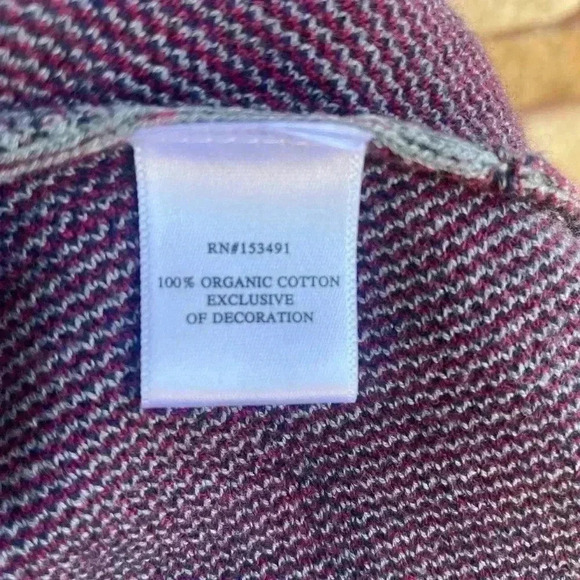 RN#153491
100% ORGANIC COTTON
EXCLUSIVE
OF DECORATION